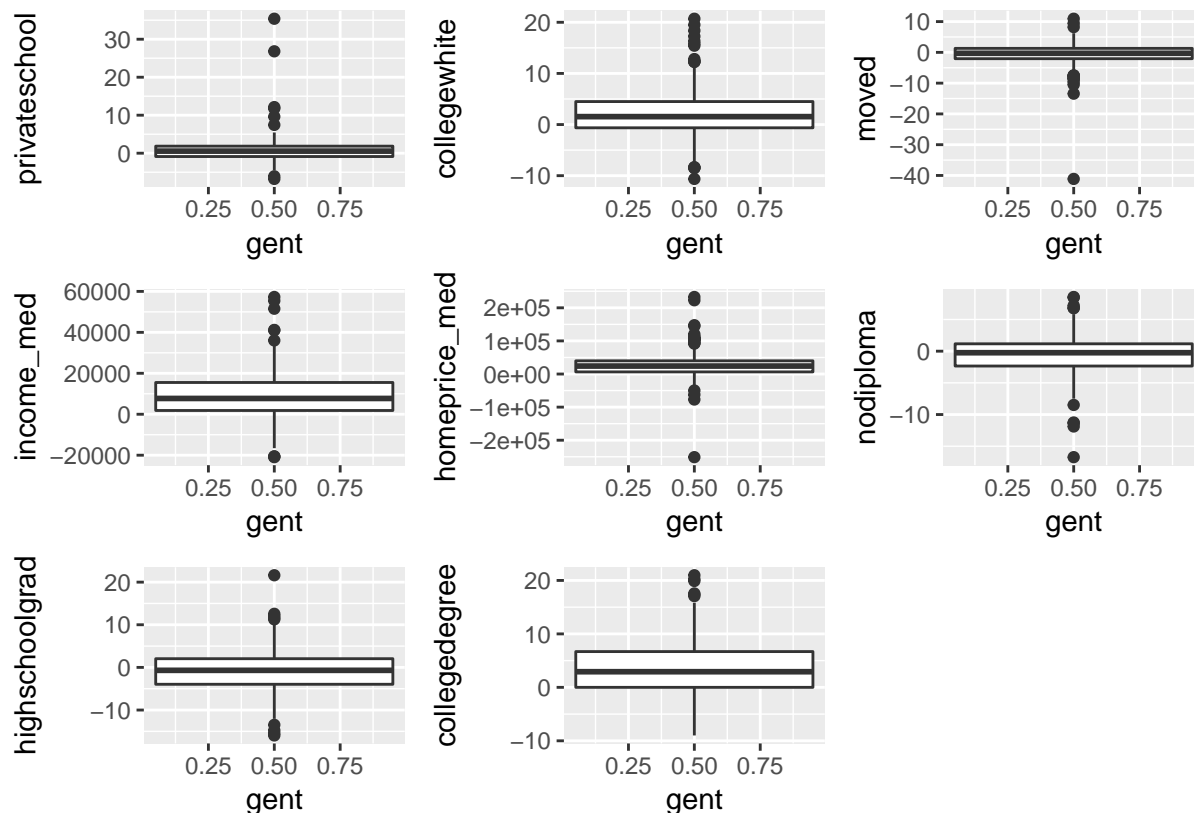 privateschool
30
20
10
0
0.25 0.50 0.75
gent
collegewhite
20
10
0
−10
0.25 0.50 0.75
gent
moved
10
0
−10
−20
−30
−40
0.25 0.50 0.75
gent
income_med
60000
40000
20000
0
−20000
0.25 0.50 0.75
gent
homeprice_med
2e+05
1e+05
0e+00
−1e+05
−2e+05
0.25 0.50 0.75
gent
nodiploma
0
−10
0.25 0.50 0.75
gent
highschoolgrad
20
10
0
−10
0.25 0.50 0.75
gent
collegedegree
20
10
0
−10
0.25 0.50 0.75
gent